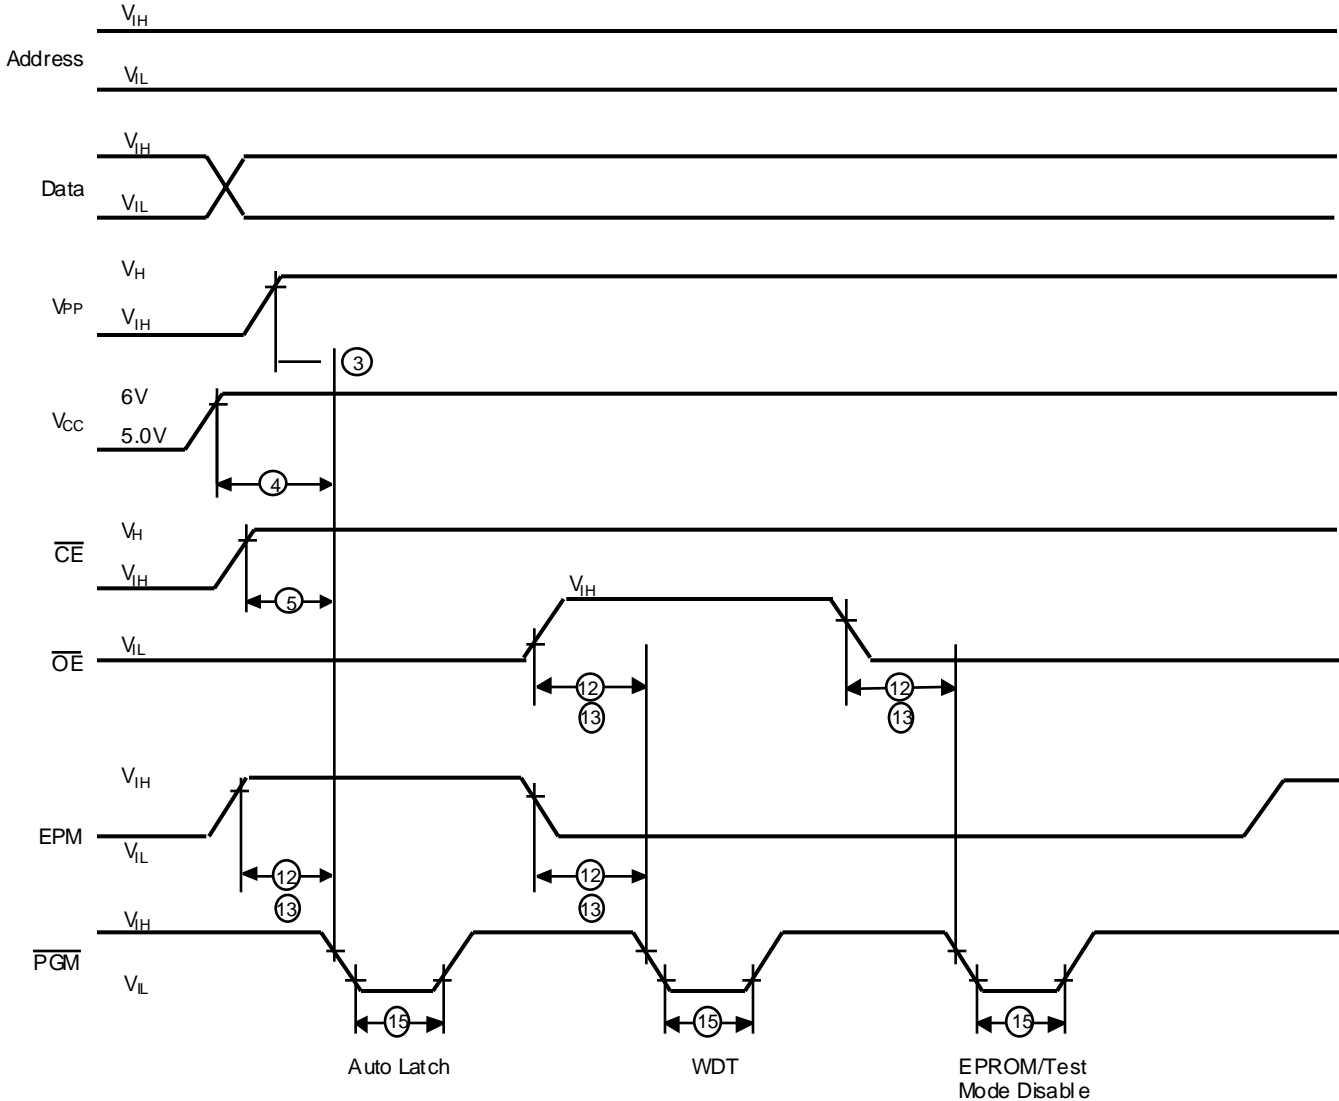 VIH
Address
VIL
VIH
Data
VIL
VH
VPP
VIH
3
6V
VCC
5.0V
4
VH
CE
VIH
5
VIH
VIL
OE
12
12
13
13
VIH
EPM
VIL
12
12
13
13
VIH
PGM
VIL
15
15
15
Auto Latch
WDT
EPROM/Test
Mode Disable